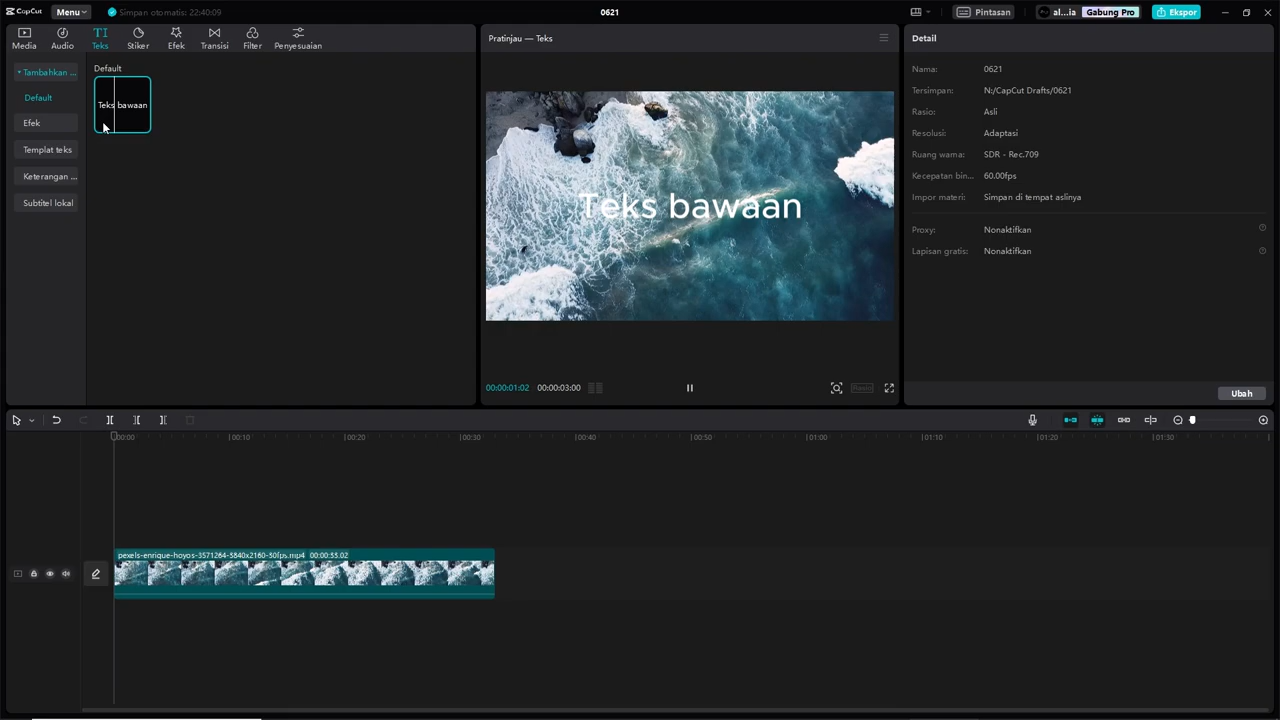 CapCut
Menu
Simpan otomatis: 22:40:09
0621
Pintasan
al...ia
Gabung Pro
Ekspor
Media
Audio
TI
Teks
Stiker
Efek
Transisi
Filter
Penyesuaian
Tambahkan ...
Default
Efek
Templat teks
Keterangan ...
Subtitel lokal
Default
Teks bawaan
Pratinjau — Teks
Teks bawaan
00:00:01:02 00:00:03:00
Rasio
Detail
Nama: 0621
Tersimpan: N:/CapCut Drafts/0621
Rasio: Asli
Resolusi: Adaptasi
Ruang warna: SDR - Rec.709
Kecepatan bin... 60.00fps
Impor materi: Simpan di tempat aslinya
Proxy: Nonaktifkan
Lapisan gratis: Nonaktifkan
Ubah
00:00 00:10 00:20 00:30 00:40 00:50 01:00 01:10 01:20 01:30
pexels-enrique-hoyos-3571264-3840x2160-30fps.mp4 00:00:33:02